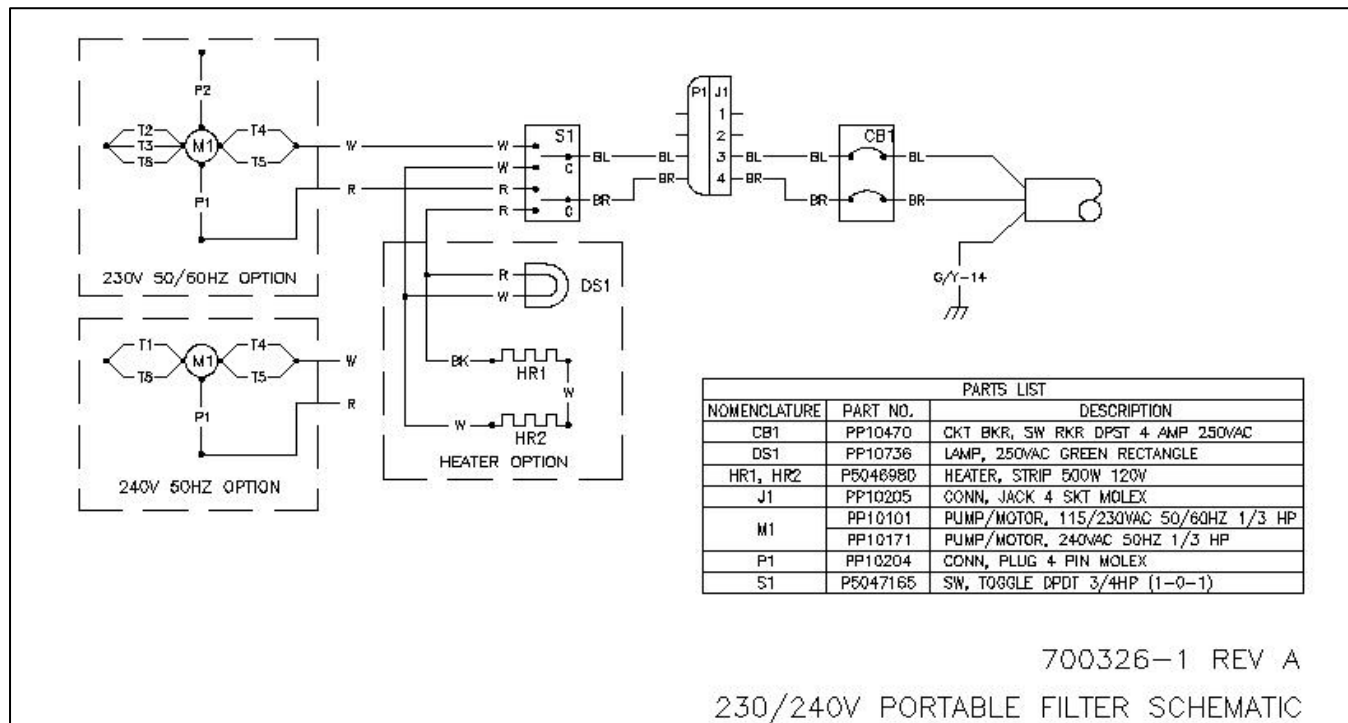 P2
T2
T3
T8
M1
T4
T5
P1
230V 50/60HZ OPTION
T1
T8
M1
T4
T5
P1
240V 50HZ OPTION
W
R
W
R
W
W
R
R
S1
C
C
BL
BR
BL
BR
P1 J1
1
2
3
4
BL
BR
BL
BR
CB1
BL
BR
G/Y-14
R
W
DS1
BK
HR1
W
W
HR2
HEATER OPTION
PARTS LIST
NOMENCLATURE PART NO. DESCRIPTION
CB1 PP10470 CKT BKR, SW RKR DPST 4 AMP 250VAC
DS1 PP10736 LAMP, 250VAC GREEN RECTANGLE
HR1, HR2 P5046980 HEATER, STRIP 500W 120V
J1 PP10205 CONN, JACK 4 SKT MOLEX
M1 PP10101 PUMP/MOTOR, 115/230VAC 50/60HZ 1/3 HP
PP10171 PUMP/MOTOR, 240VAC 50HZ 1/3 HP
P1 PP10204 CONN, PLUG 4 PIN MOLEX
S1 P5047165 SW, TOGGLE DPDT 3/4HP (1-0-1)
700326-1 REV A
230/240V PORTABLE FILTER SCHEMATIC